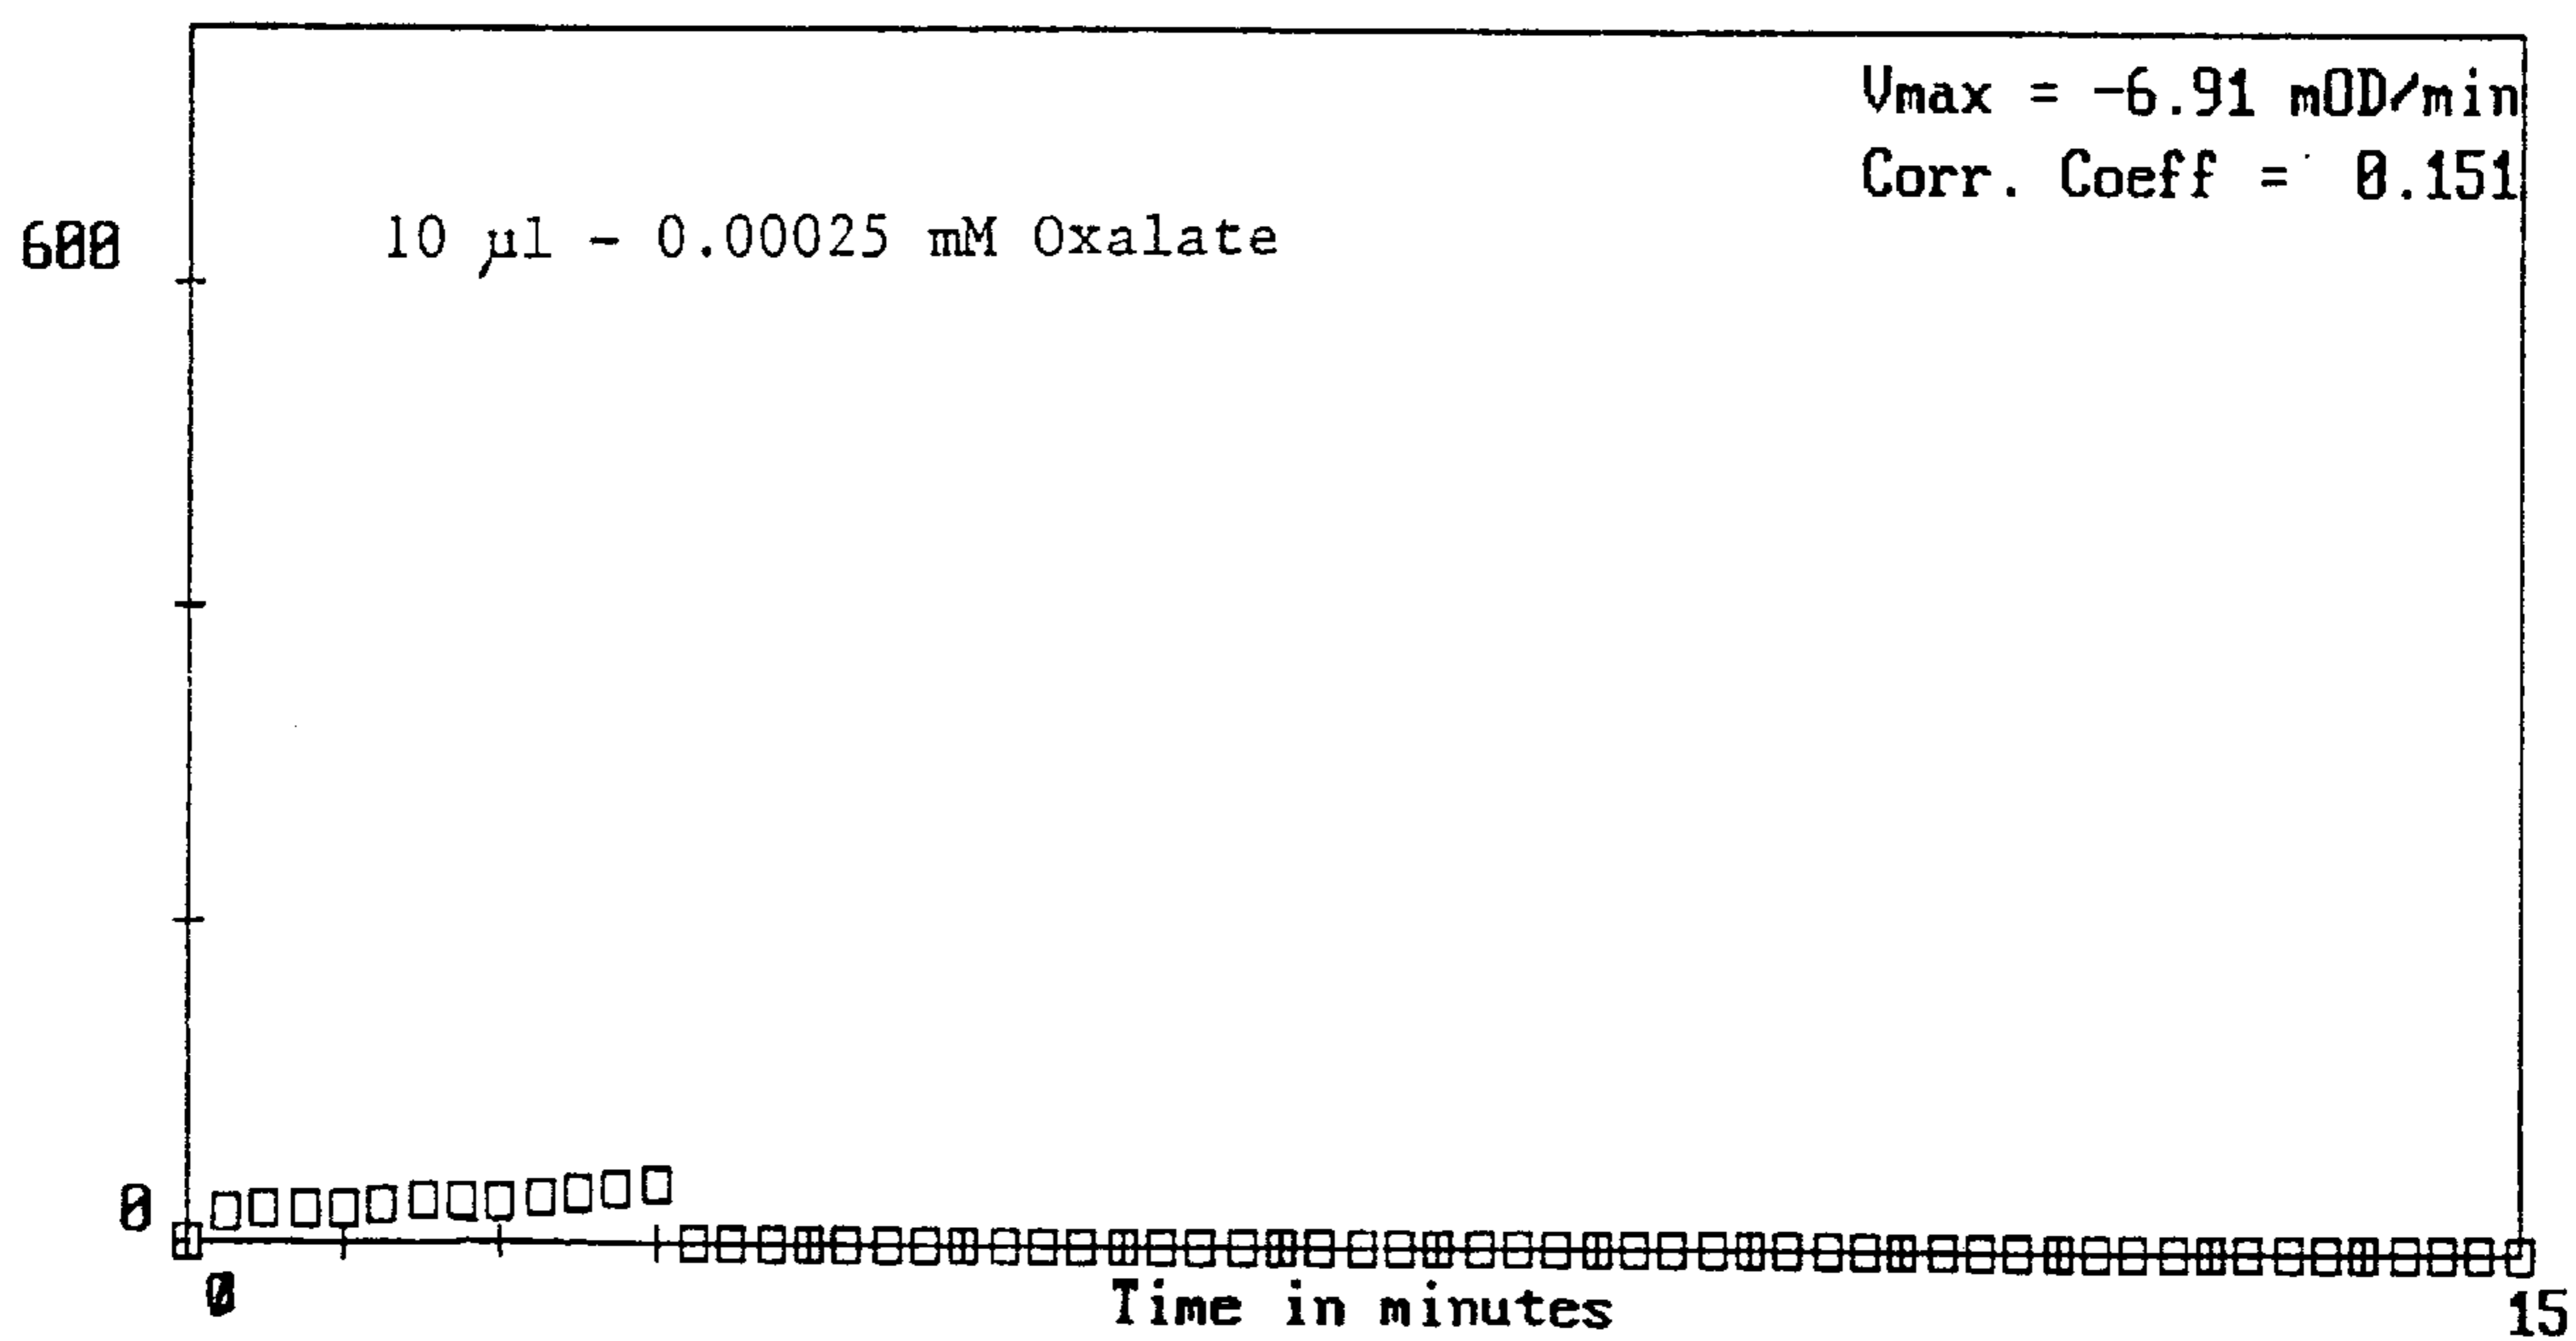 Vmax = -6.91 mOD/min
Corr. Coeff = 0.151
600
10 µl - 0.00025 mM Oxalate
0
0
Time in minutes
15